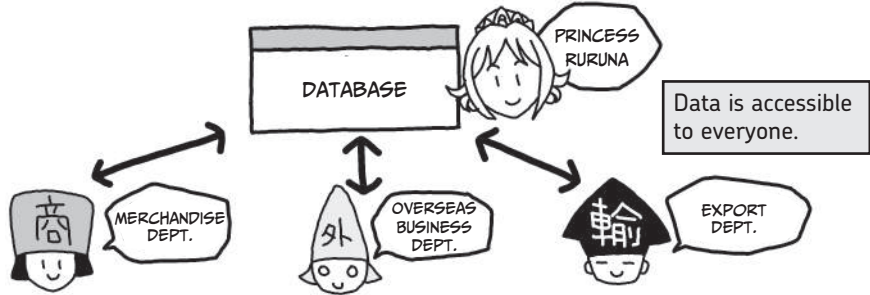 PRINCESS
RURUNA
DATABASE
Data is accessible
to everyone.
商
MERCHANDISE
DEPT.
外
OVERSEAS
BUSINESS
DEPT.
輸
EXPORT
DEPT.